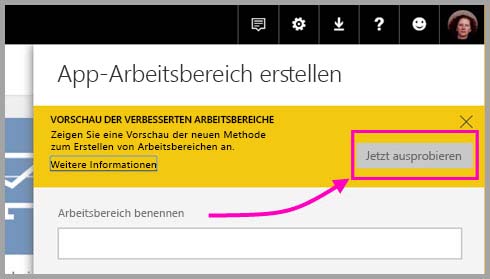 App-Arbeitsbereich erstellen
VORSCHAU DER VERBESSERTEN ARBEITSBEREICHE
Zeigen Sie eine Vorschau der neuen Methode
zum Erstellen von Arbeitsbereichen an.
Weitere Informationen
Jetzt ausprobieren
Arbeitsbereich benennen